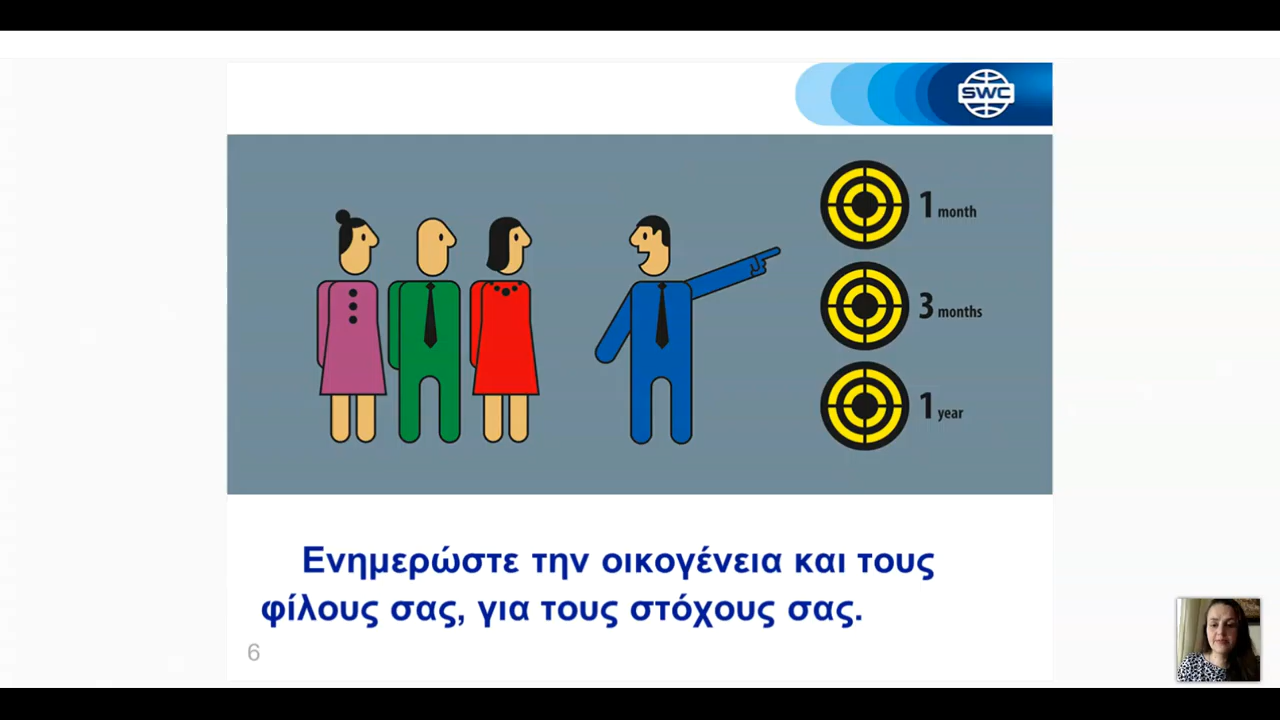 SWC
1 month
3 months
1 year
Ενημερώστε την οικογένεια και τους
φίλους σας, για τους στόχους σας.
6